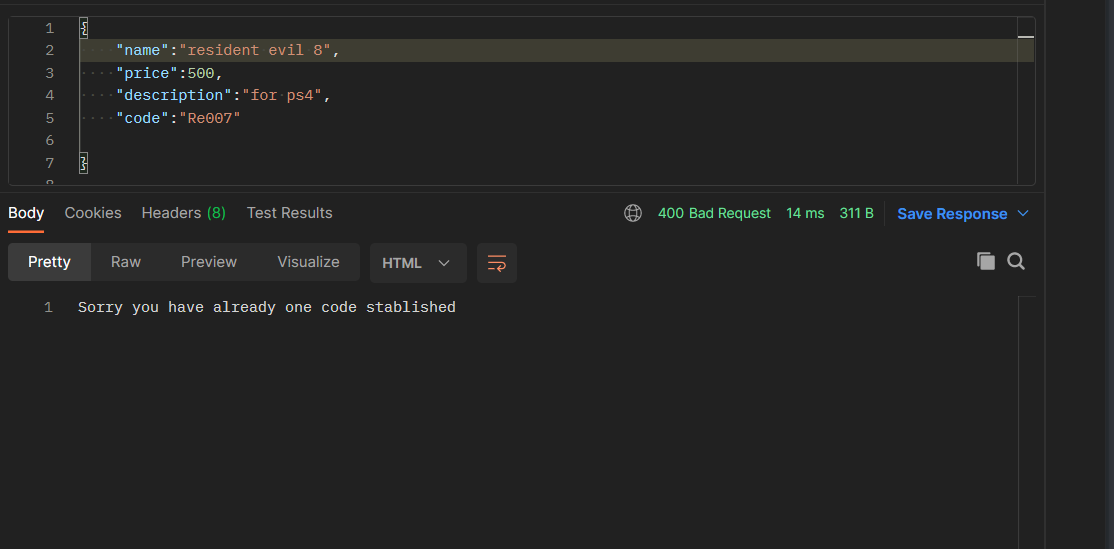 1 {
2 "name":"resident evil 8",
3 "price":500,
4 "description":"for ps4",
5 "code":"Re007"
6
7 }
8
Body Cookies Headers (8) Test Results 400 Bad Request 14 ms 311 B Save Response
Pretty Raw Preview Visualize HTML
1 Sorry you have already one code stablished